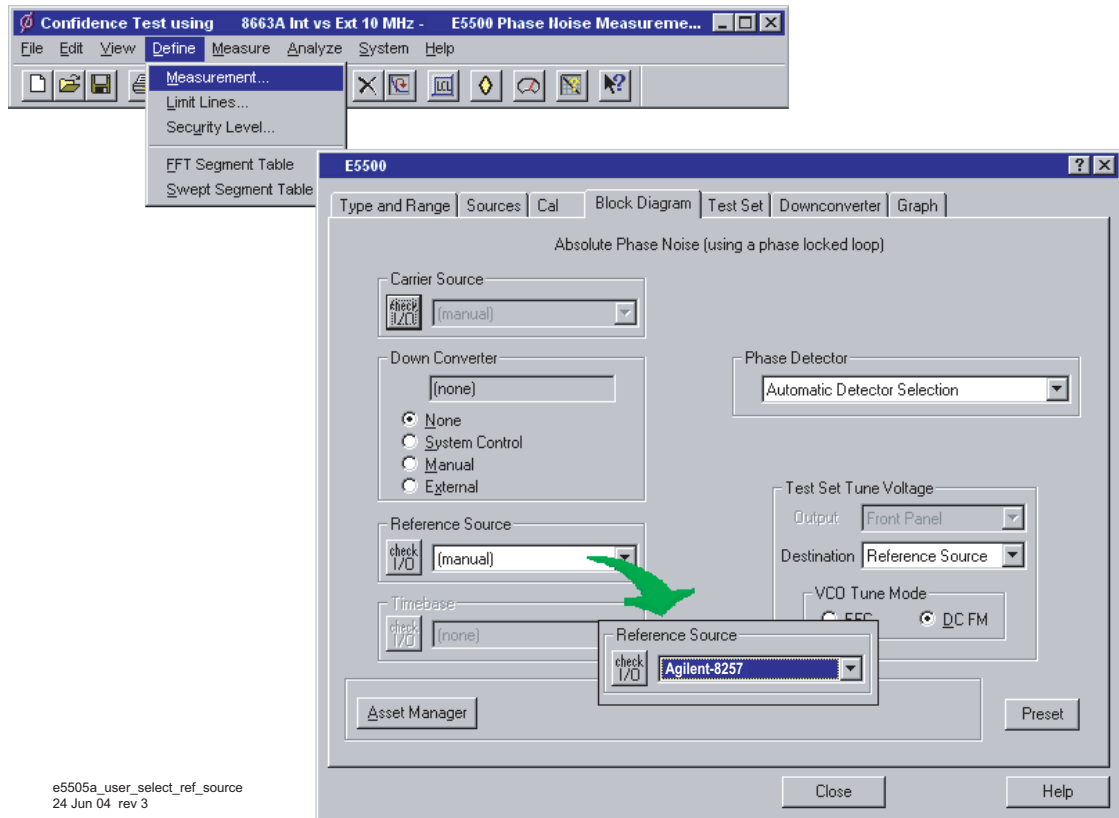 Confidence Test using 8663A Int vs Ext 10 MHz - E5500 Phase Noise Measureme...
File Edit View Define Measure Analyze System Help
Measurement...
Limit Lines...
Security Level...
FFT Segment Table
Swept Segment Table
E5500
Type and Range Sources Cal Block Diagram Test Set Downconverter Graph
Absolute Phase Noise (using a phase locked loop)
Carrier Source
check I/O (manual)
Down Converter
(none)
None
System Control
Manual
External
Phase Detector
Automatic Detector Selection
Reference Source
check I/O (manual)
Timebase
check I/O (none)
Test Set Tune Voltage
Output Front Panel
Destination Reference Source
VCO Tune Mode
DC FM
Reference Source
check I/O Agilent-8257
Asset Manager
Preset
Close Help
e5505a_user_select_ref_source
24 Jun 04 rev 3